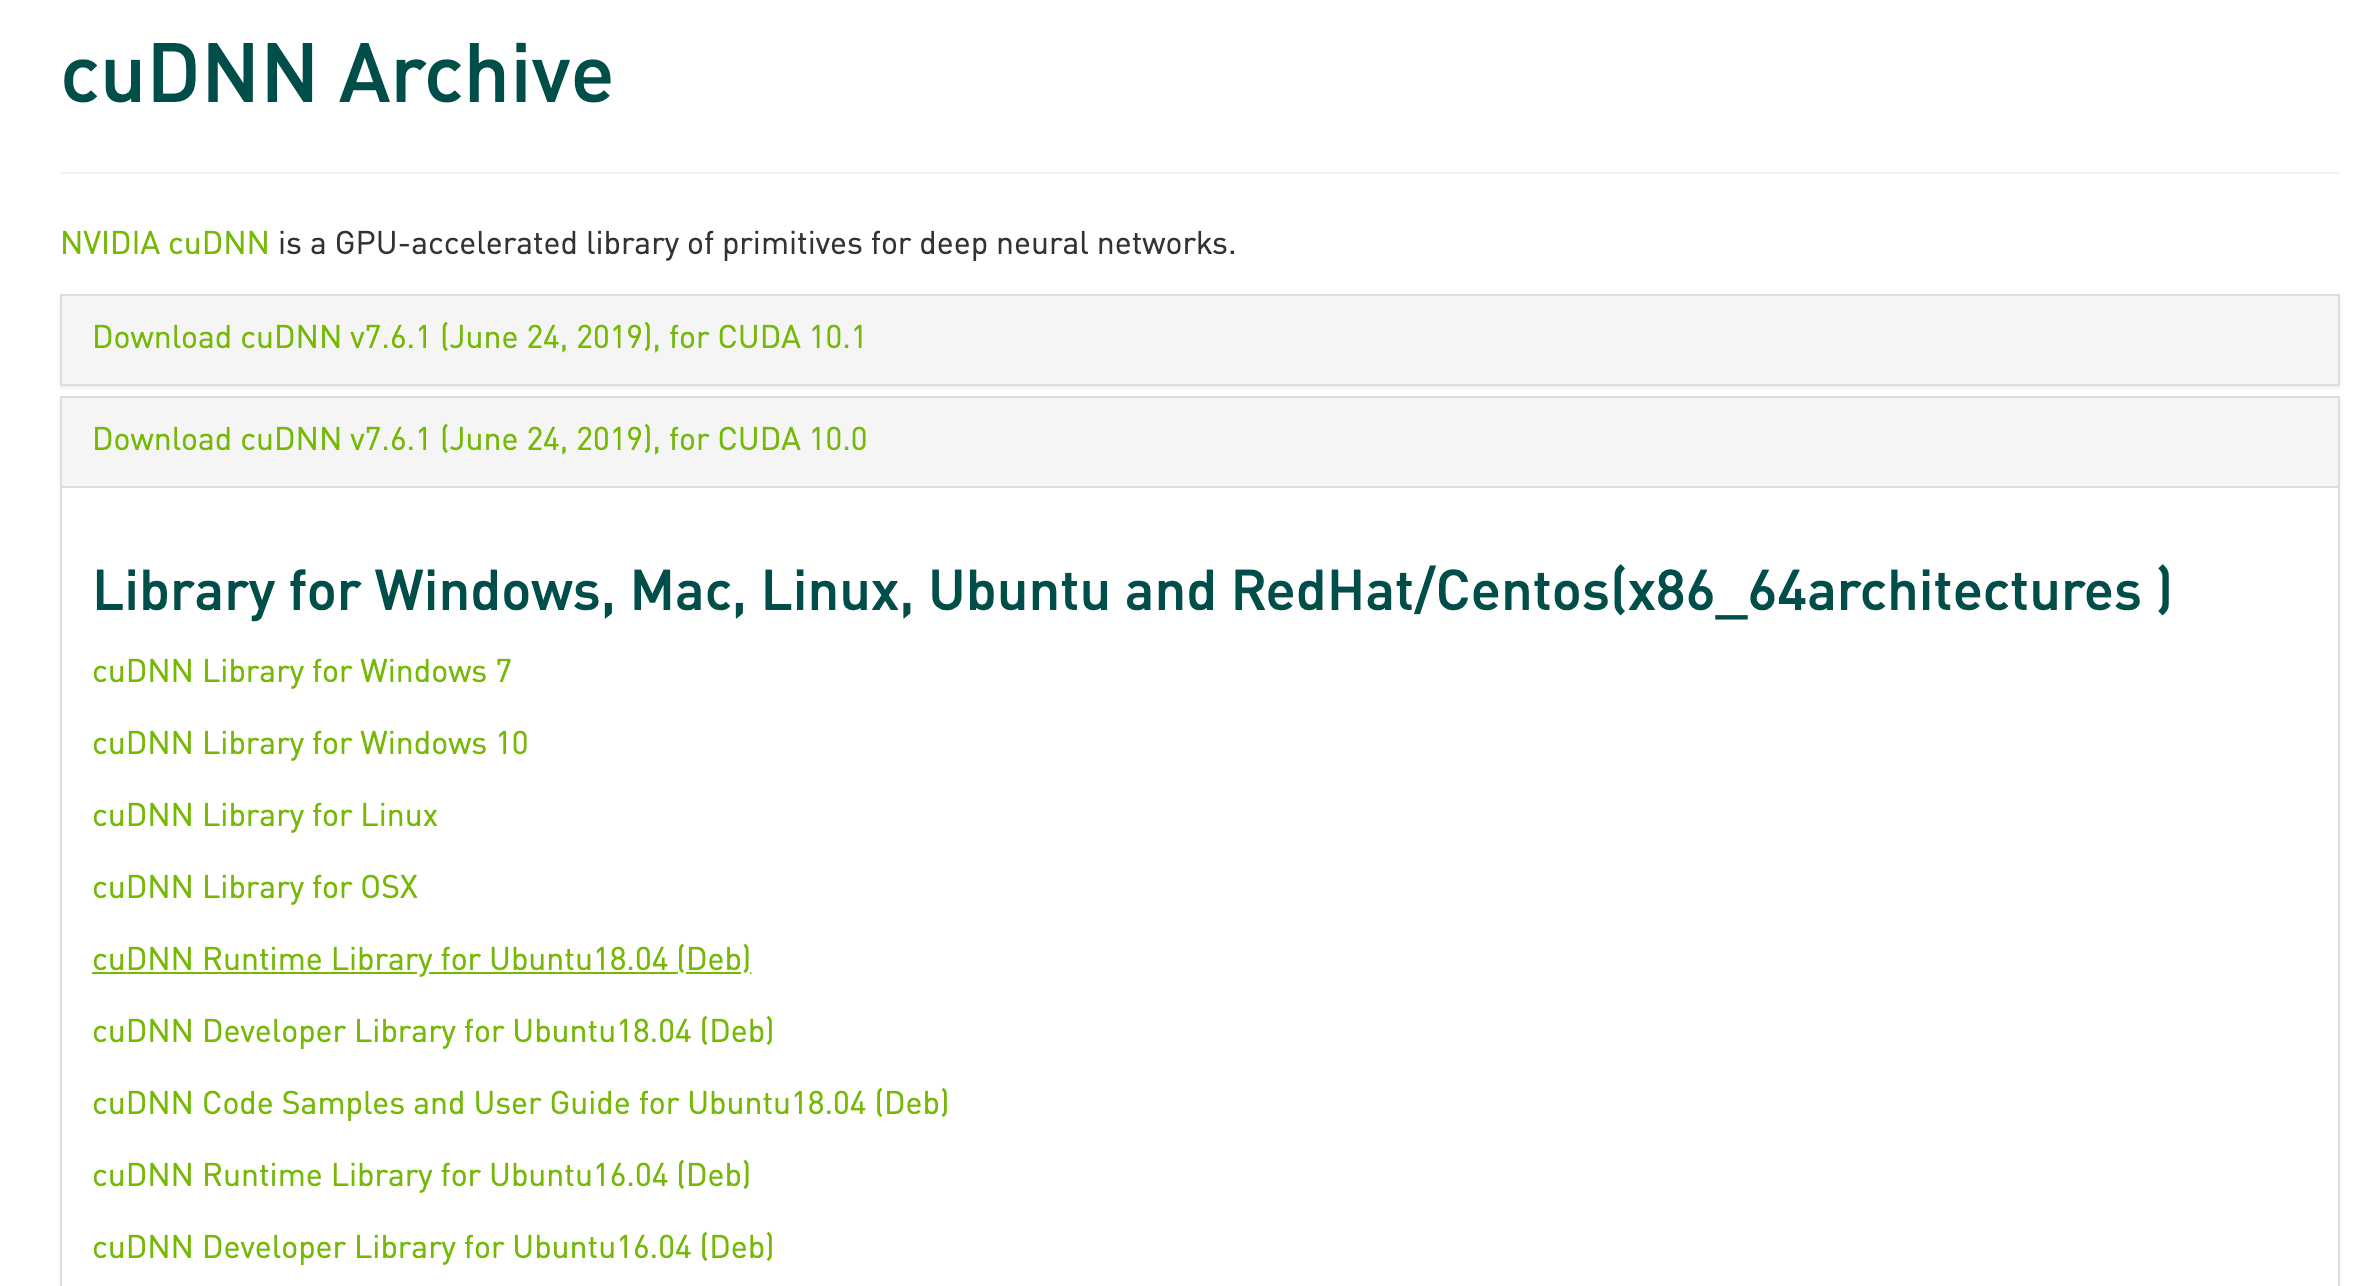 cuDNN Archive
NVIDIA cuDNN is a GPU-accelerated library of primitives for deep neural networks.
Download cuDNN v7.6.1 (June 24, 2019), for CUDA 10.1
Download cuDNN v7.6.1 (June 24, 2019), for CUDA 10.0
Library for Windows, Mac, Linux, Ubuntu and RedHat/Centos(x86_64architectures )
cuDNN Library for Windows 7
cuDNN Library for Windows 10
cuDNN Library for Linux
cuDNN Library for OSX
cuDNN Runtime Library for Ubuntu18.04 (Deb)
cuDNN Developer Library for Ubuntu18.04 (Deb)
cuDNN Code Samples and User Guide for Ubuntu18.04 (Deb)
cuDNN Runtime Library for Ubuntu16.04 (Deb)
cuDNN Developer Library for Ubuntu16.04 (Deb)